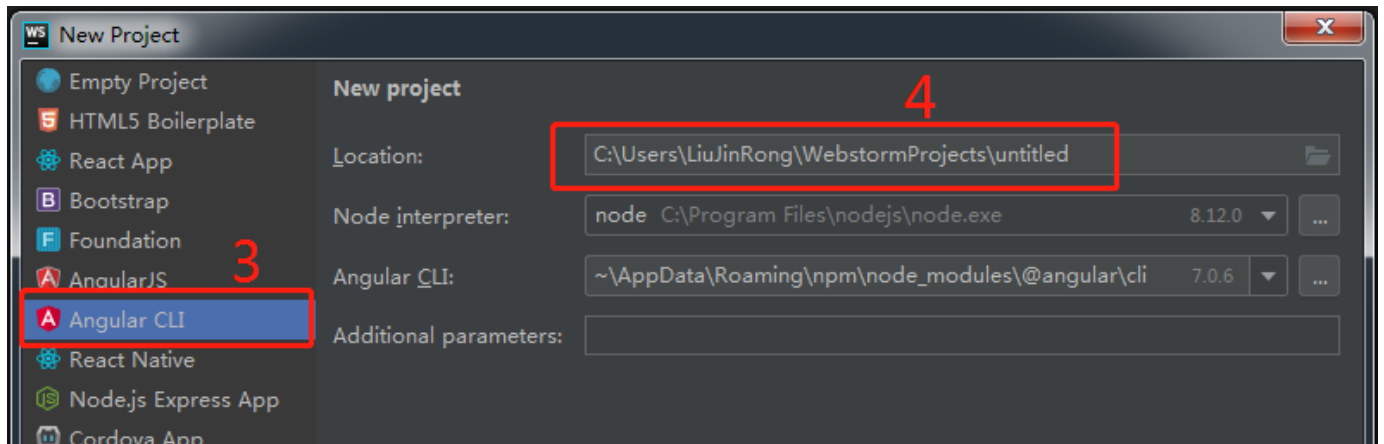 WS New Project
Empty Project
HTML5 Boilerplate
React App
Bootstrap
Foundation
AngularJS
3
Angular CLI
React Native
Node.js Express App
Cordova App
New project
4
Location: C:\Users\LiuJinRong\WebstormProjects\untitled
Node interpreter: node C:\Program Files\nodejs\node.exe 8.12.0 ...
Angular CLI: ~\AppData\Roaming\npm\node_modules\@angular\cli 7.0.6 ...
Additional parameters: